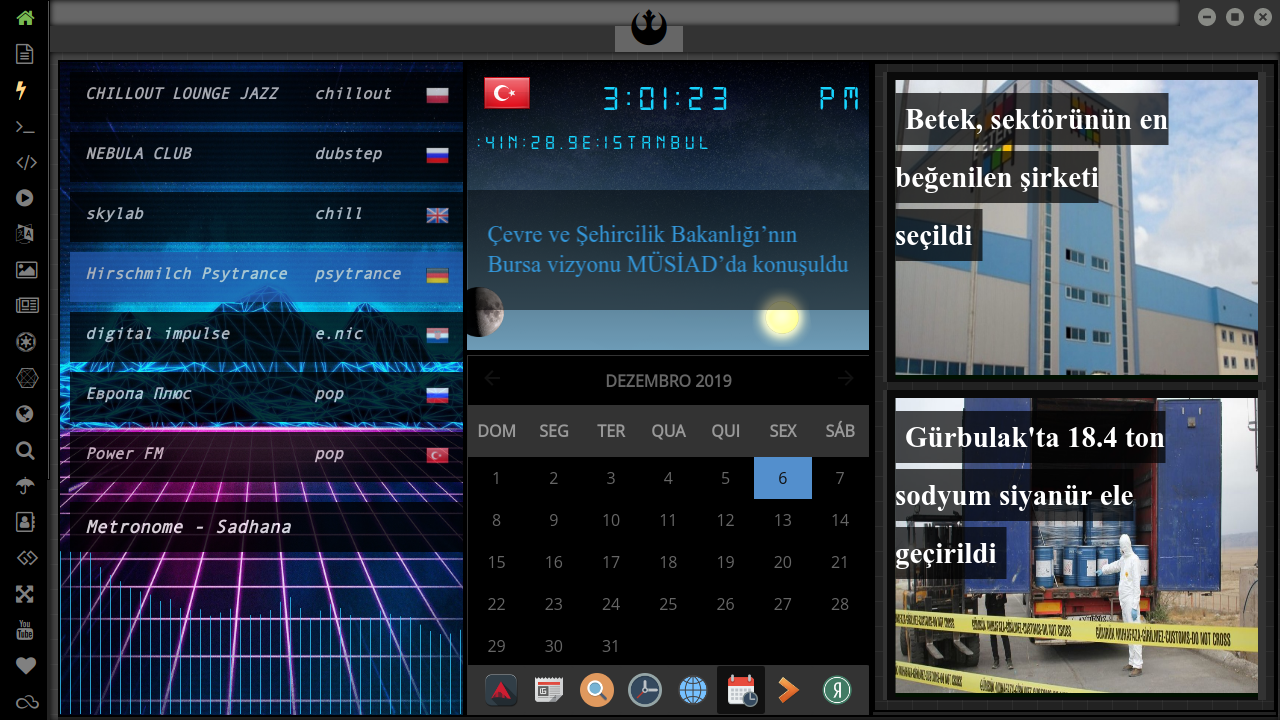 CHILLOUT LOUNGE JAZZ chillout
NEBULA CLUB dubstep
skylab chill
Hirschmilch Psytrance psytrance
digital impulse e.nic
Европа Плюс pop
Power FM pop
Metronome - Sadhana
3:01:23 PM
:41N:28.9E:ISTANBUL
Çevre ve Şehircilik Bakanlığı’nın
Bursa vizyonu MÜSİAD’da konuşuldu
DEZEMBRO 2019
DOM SEG TER QUA QUI SEX SÁB
1 2 3 4 5 6 7
8 9 10 11 12 13 14
15 16 17 18 19 20 21
22 23 24 25 26 27 28
29 30 31
Betek, sektörünün en
beğenilen şirketi
seçildi
Gürbulak'ta 18.4 ton
sodyum siyanür ele
geçirildi
You
Tube